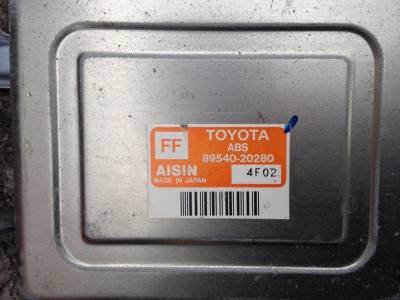 FF
TOYOTA
ABS
89540-20280
AISIN
MADE IN JAPAN
4F02